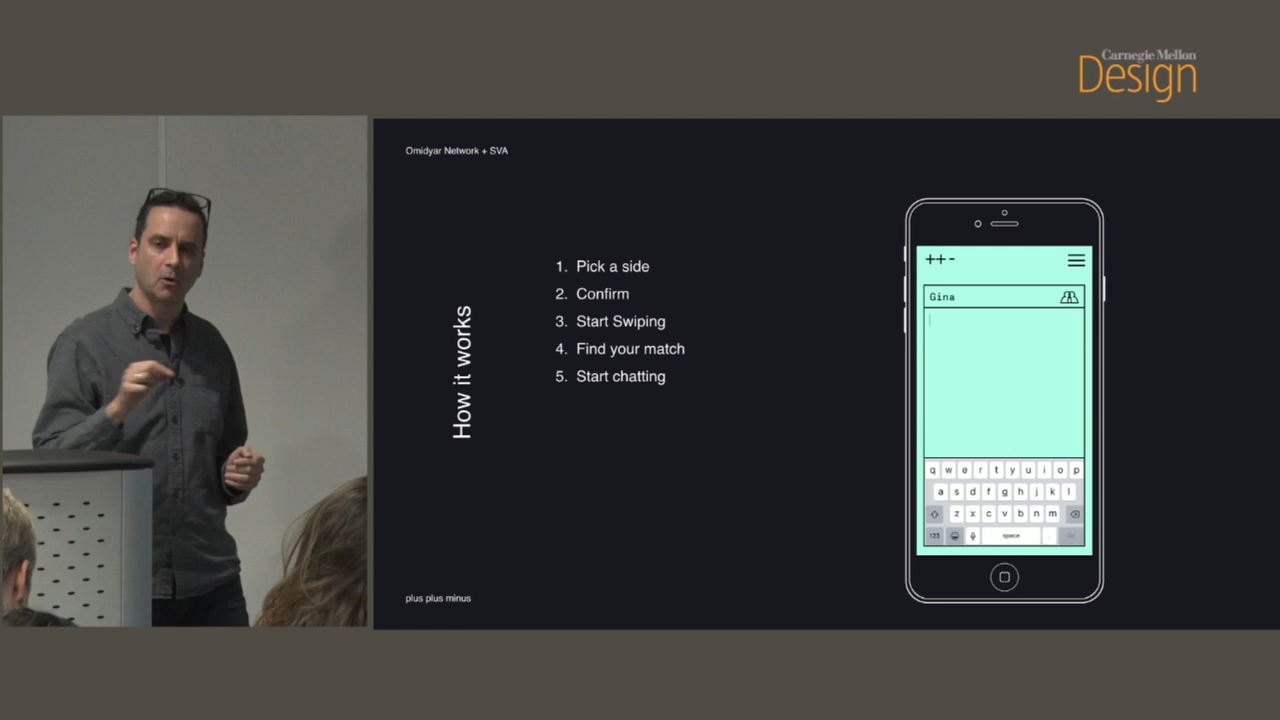 Carnegie Mellon
Design
Omidyar Network + SVA
How it works
1. Pick a side
2. Confirm
3. Start Swiping
4. Find your match
5. Start chatting
++-
Gina
q w e r t y u i o p
a s d f g h j k l
z x c v b n m
123 space
plus plus minus